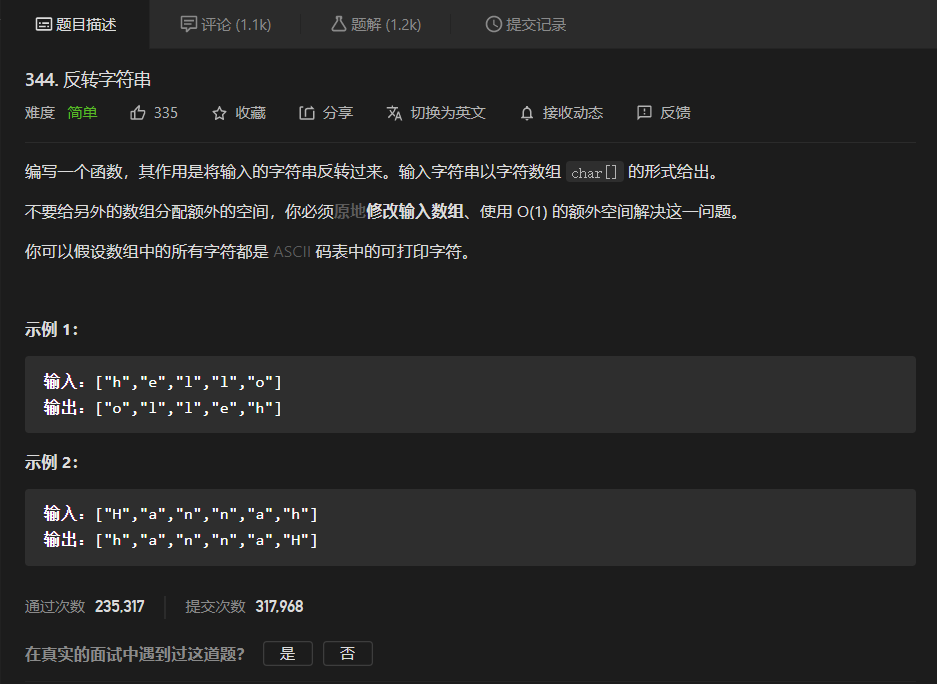 题目描述 评论 (1.1k) 题解 (1.2k) 提交记录
344. 反转字符串
难度 简单 335 收藏 分享 切换为英文 接收动态 反馈
编写一个函数，其作用是将输入的字符串反转过来。输入字符串以字符数组 char[] 的形式给出。
不要给另外的数组分配额外的空间，你必须原地修改输入数组、使用 O(1) 的额外空间解决这一问题。
你可以假设数组中的所有字符都是 ASCII 码表中的可打印字符。
示例 1：
输入：["h","e","l","l","o"]
输出：["o","l","l","e","h"]
示例 2：
输入：["H","a","n","n","a","h"]
输出：["h","a","n","n","a","H"]
通过次数 235,317 提交次数 317,968
在真实的面试中遇到过这道题？ 是 否